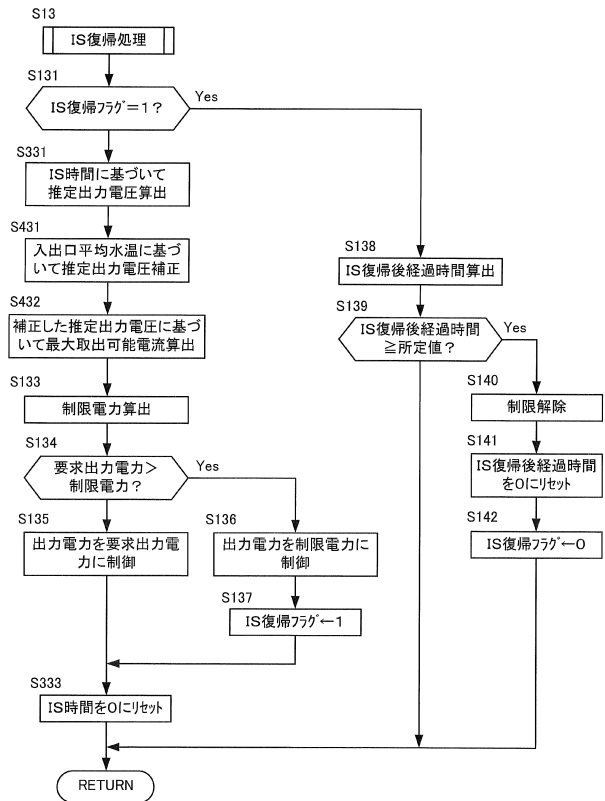 S13
IS復帰処理
S131
IS復帰フラグ＝1？
Yes
S331
IS時間に基づいて
推定出力電圧算出
S431
入出口平均水温に基づ
いて推定出力電圧補正
S432
補正した推定出力電圧に基づ
いて最大取出可能電流算出
S133
制限電力算出
S134
要求出力電力＞
制限電力？
Yes
S135
出力電力を要求出力電
力に制御
S136
出力電力を制限電力に
制御
S137
IS復帰フラグ←1
S333
IS時間を0にリセット
S138
IS復帰後経過時間算出
S139
IS復帰後経過時間
≧所定値？
Yes
S140
制限解除
S141
IS復帰後経過時間
を0にリセット
S142
IS復帰フラグ←0
RETURN